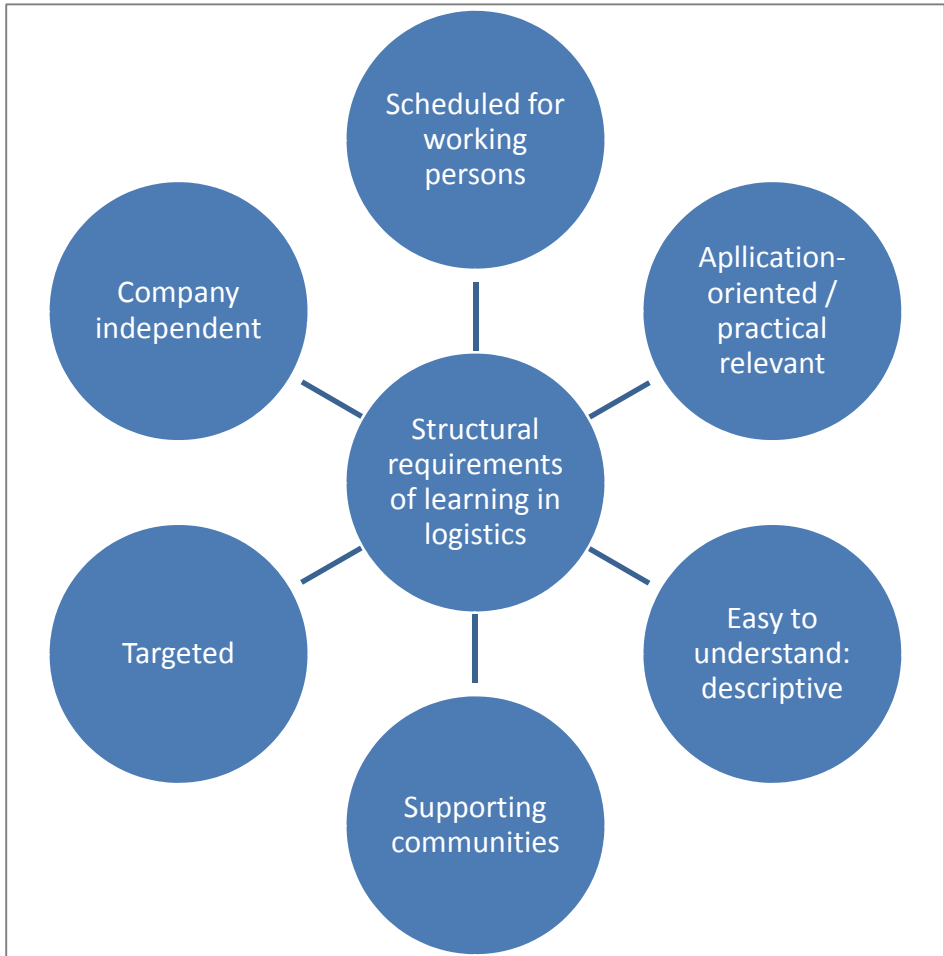 Scheduled for
working
persons
Apllication-
oriented /
practical
relevant
Easy to
understand:
descriptive
Supporting
communities
Targeted
Company
independent
Structural
requirements
of learning in
logistics